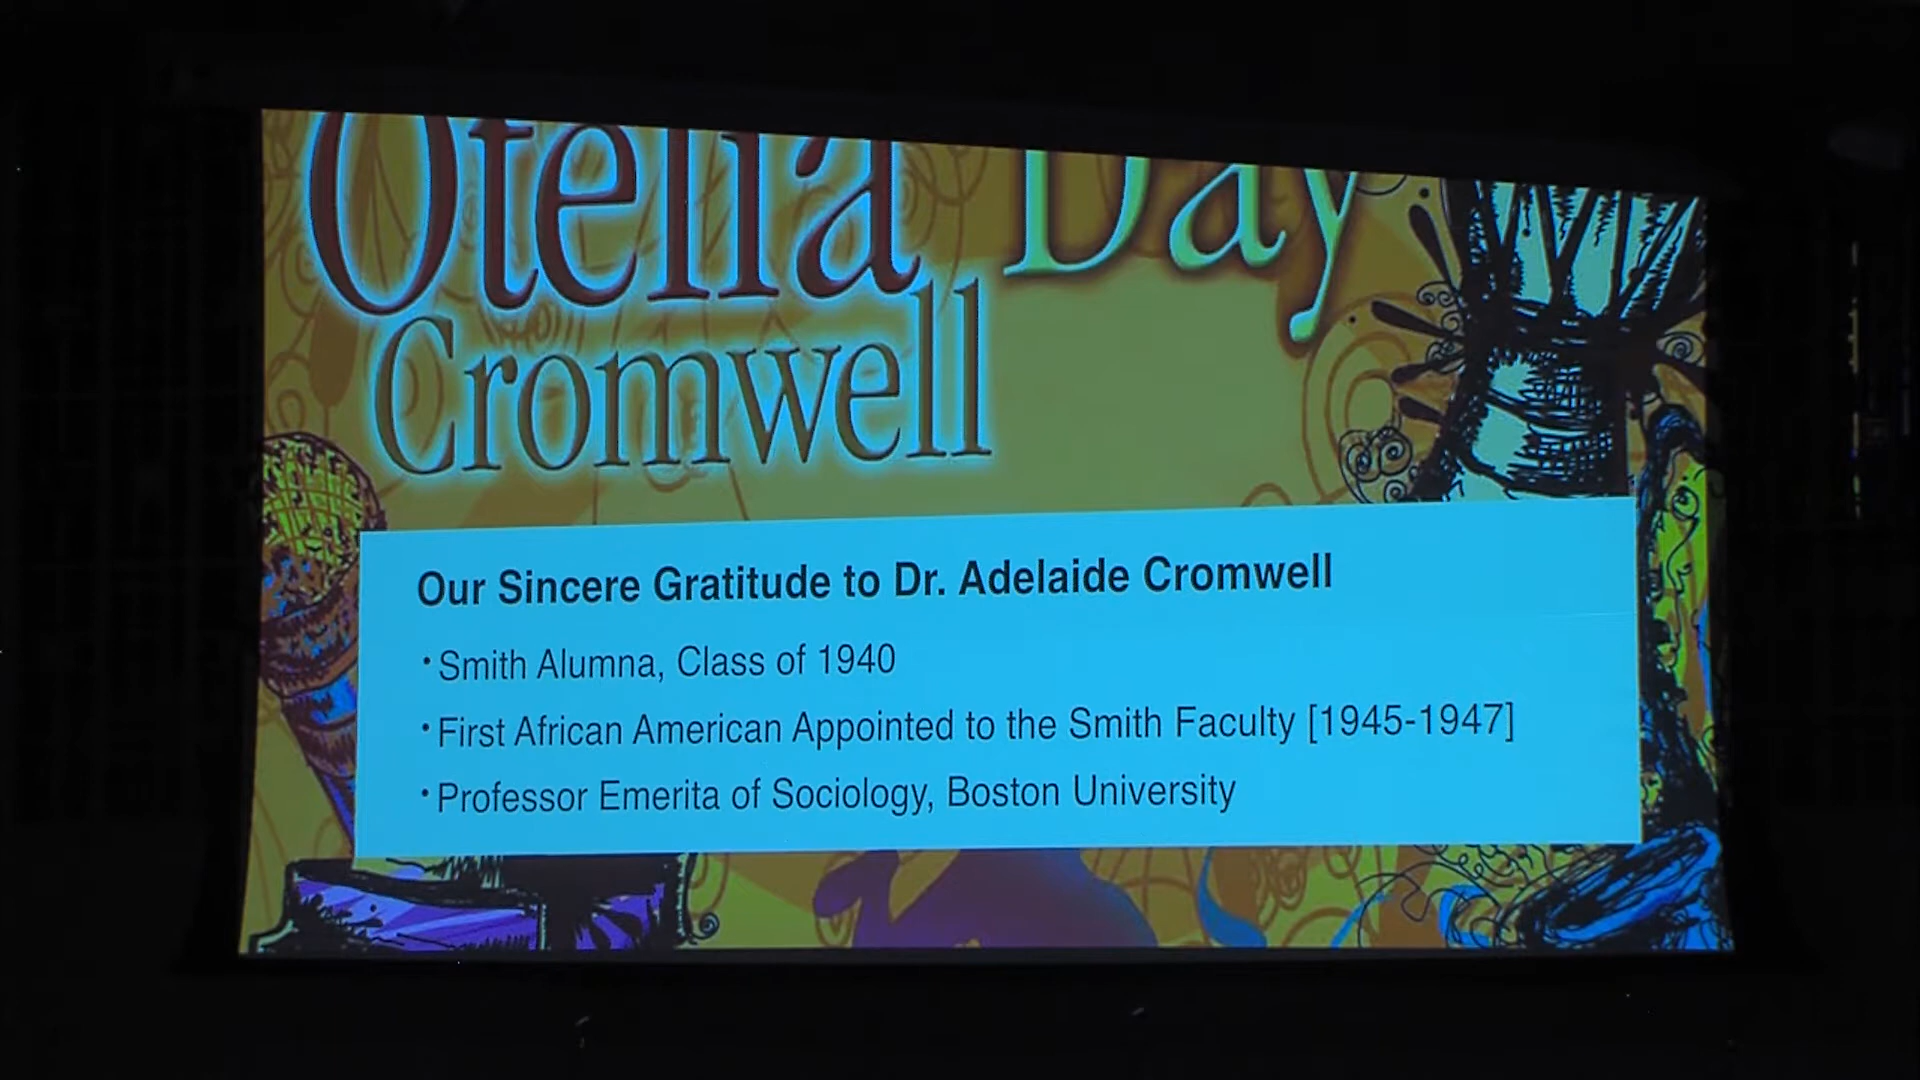 Otelia Day
Cromwell
Our Sincere Gratitude to Dr. Adelaide Cromwell
• Smith Alumna, Class of 1940
• First African American Appointed to the Smith Faculty [1945-1947]
• Professor Emerita of Sociology, Boston University